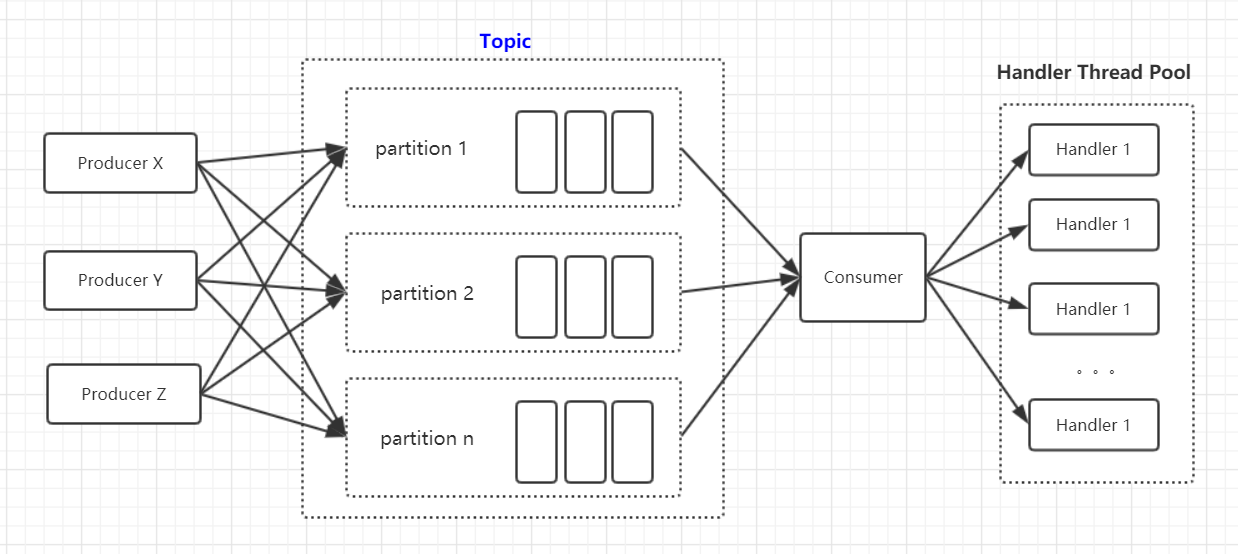 Topic
Handler Thread Pool
Producer X
Producer Y
Producer Z
partition 1
partition 2
partition n
Consumer
Handler 1
Handler 1
Handler 1
。。。
Handler 1